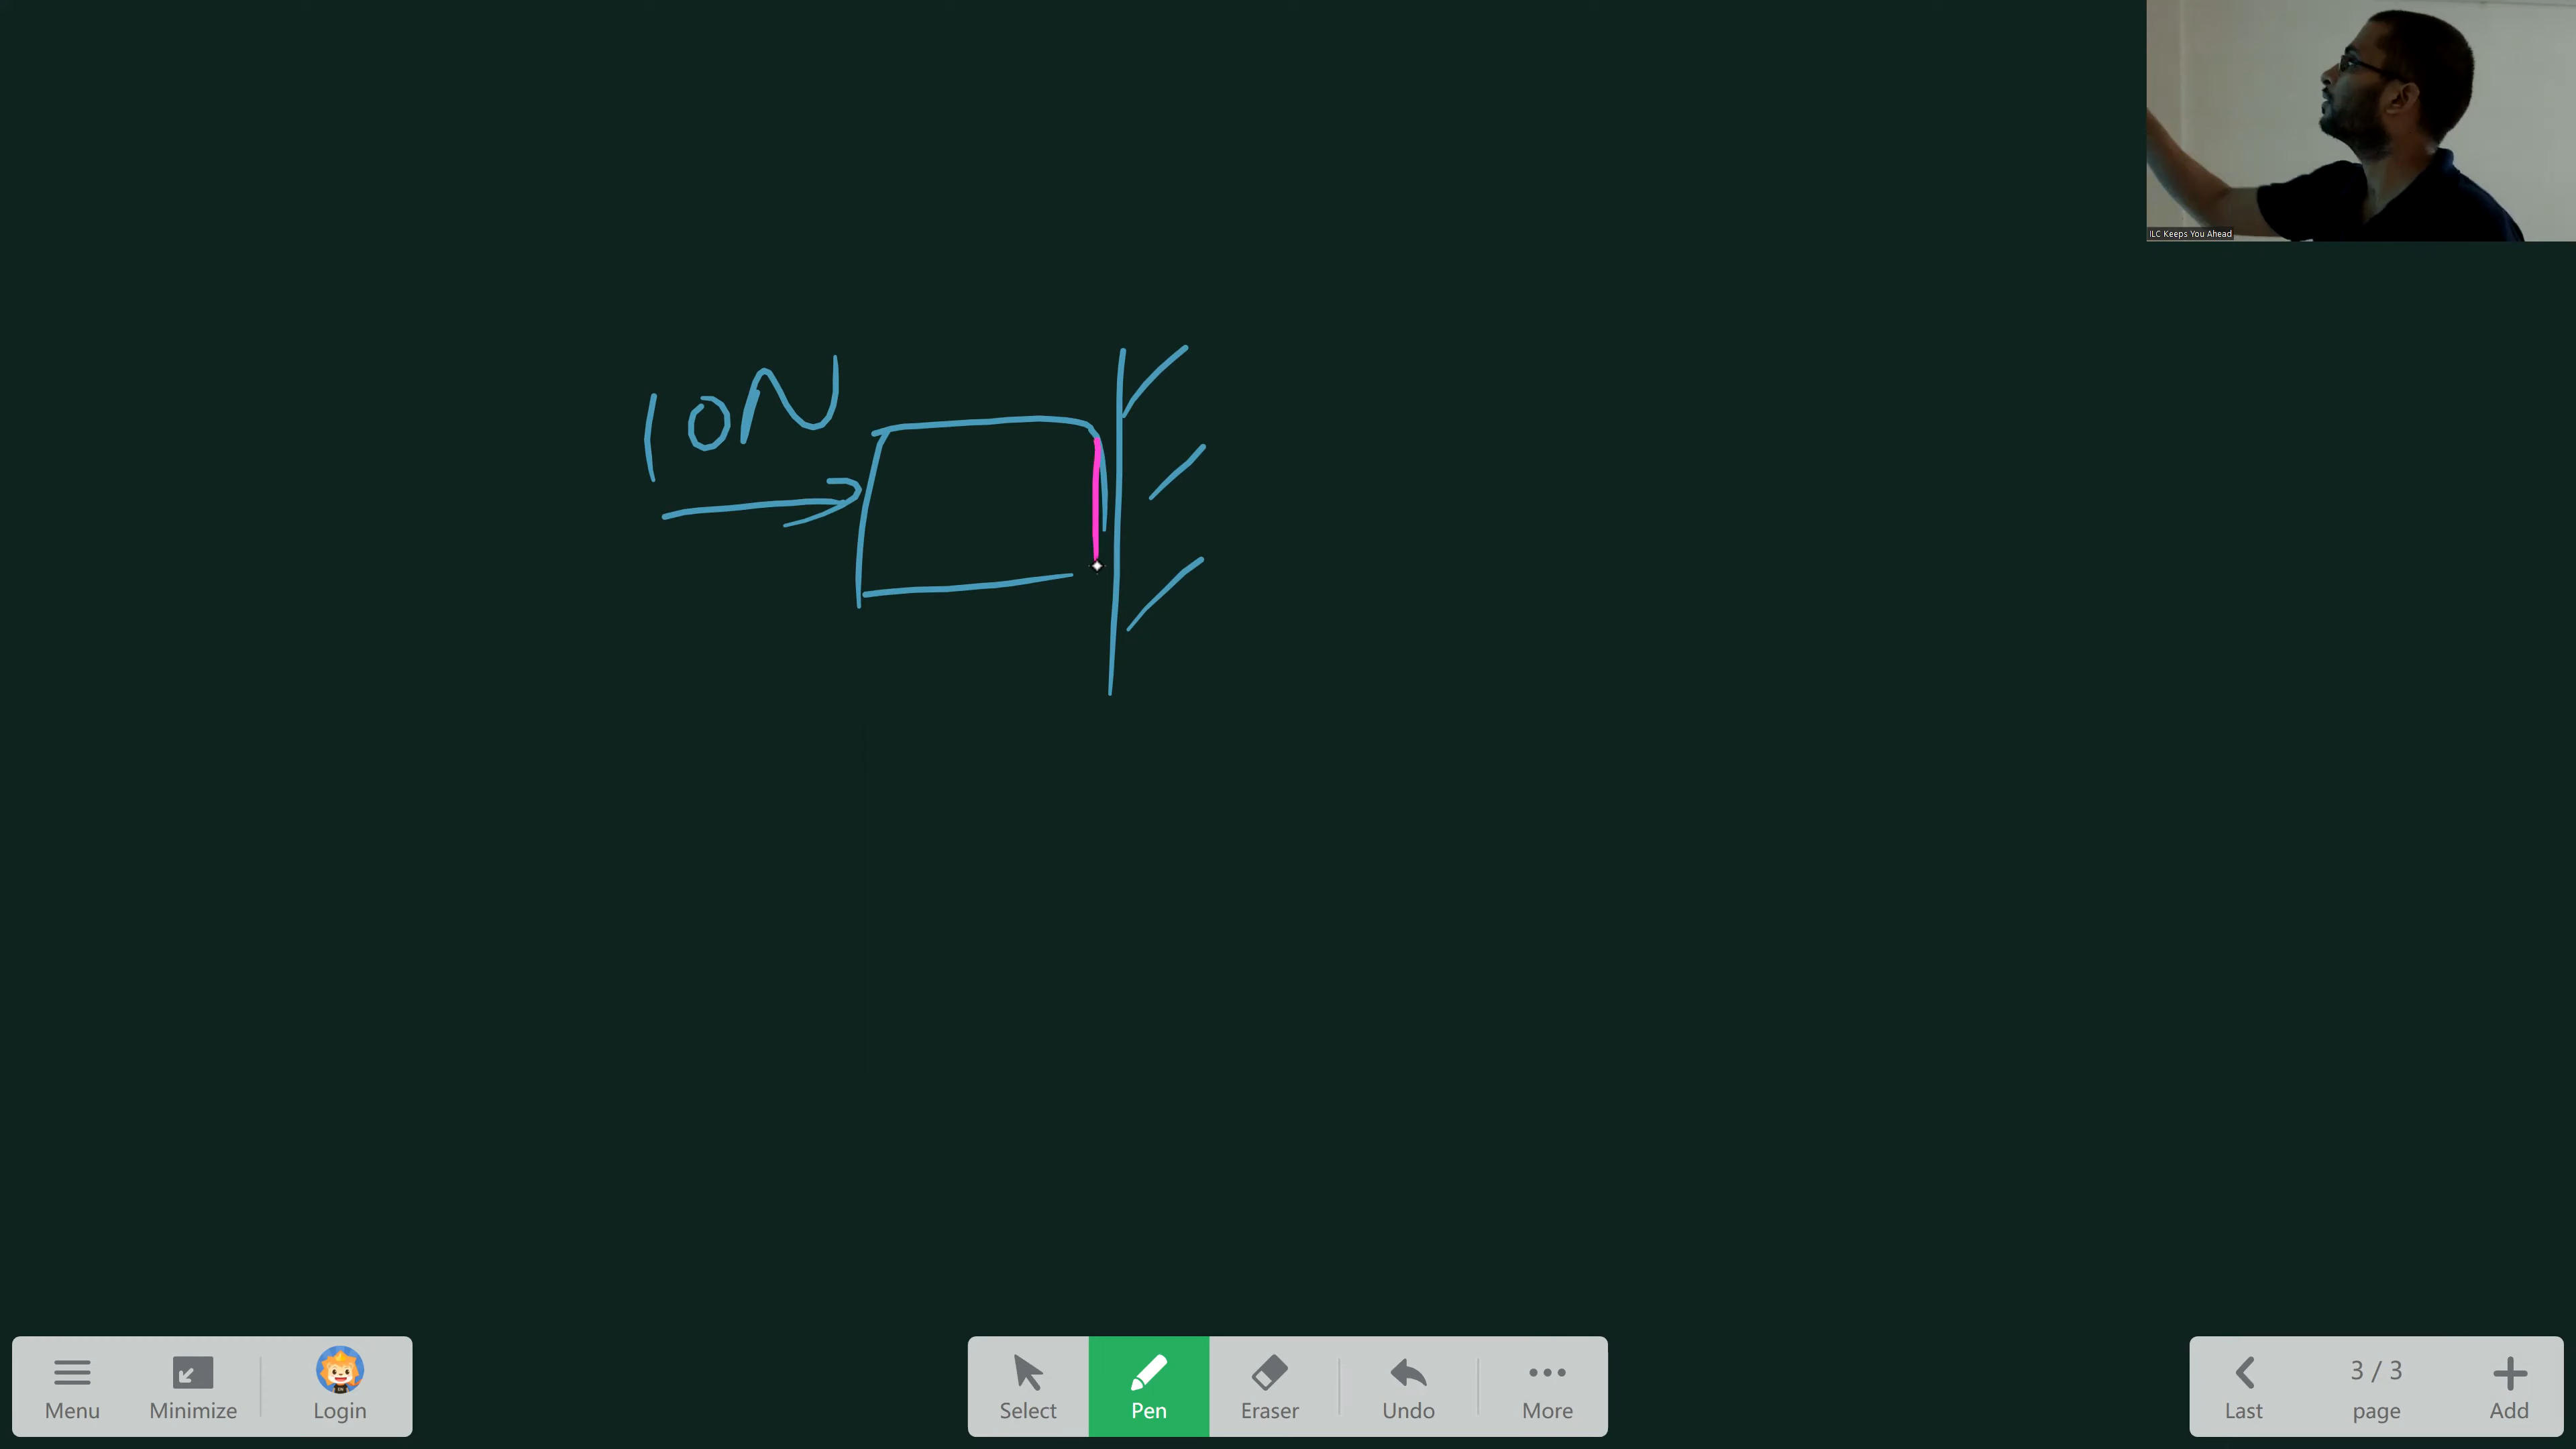 ILC Keeps You Ahead
10N
Menu
Minimize
Login
Select
Pen
Eraser
Undo
More
Last
3 / 3
page
Add